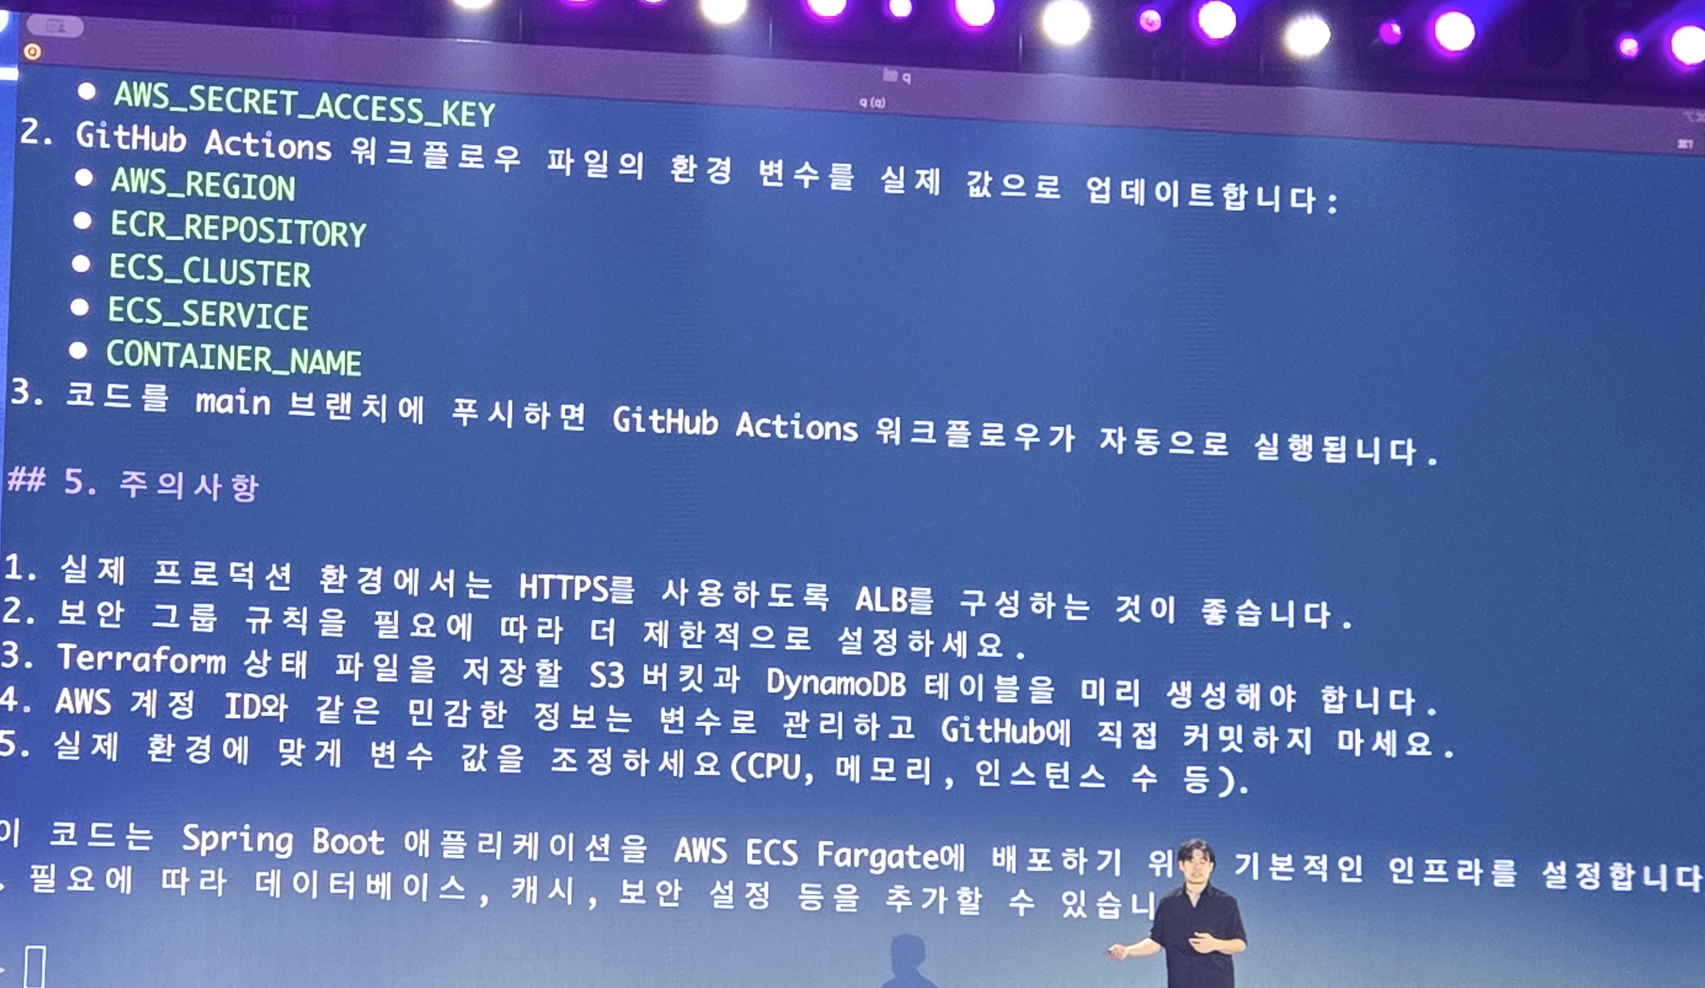 q
q (q)
• AWS_SECRET_ACCESS_KEY
2. GitHub Actions 워크플로우 파일의 환경 변수를 실제 값으로 업데이트합니다:
• AWS_REGION
• ECR_REPOSITORY
• ECS_CLUSTER
• ECS_SERVICE
• CONTAINER_NAME
3. 코드를 main 브랜치에 푸시하면 GitHub Actions 워크플로우가 자동으로 실행됩니다.
## 5. 주의사항
1. 실제 프로덕션 환경에서는 HTTPS를 사용하도록 ALB를 구성하는 것이 좋습니다.
2. 보안 그룹 규칙을 필요에 따라 더 제한적으로 설정하세요.
3. Terraform 상태 파일을 저장할 S3 버킷과 DynamoDB 테이블을 미리 생성해야 합니다.
4. AWS 계정 ID와 같은 민감한 정보는 변수로 관리하고 GitHub에 직접 커밋하지 마세요.
5. 실제 환경에 맞게 변수 값을 조정하세요(CPU, 메모리, 인스턴스 수 등).
이 코드는 Spring Boot 애플리케이션을 AWS ECS Fargate에 배포하기 위 기본적인 인프라를 설정합니다
. 필요에 따라 데이터베이스, 캐시, 보안 설정 등을 추가할 수 있습니